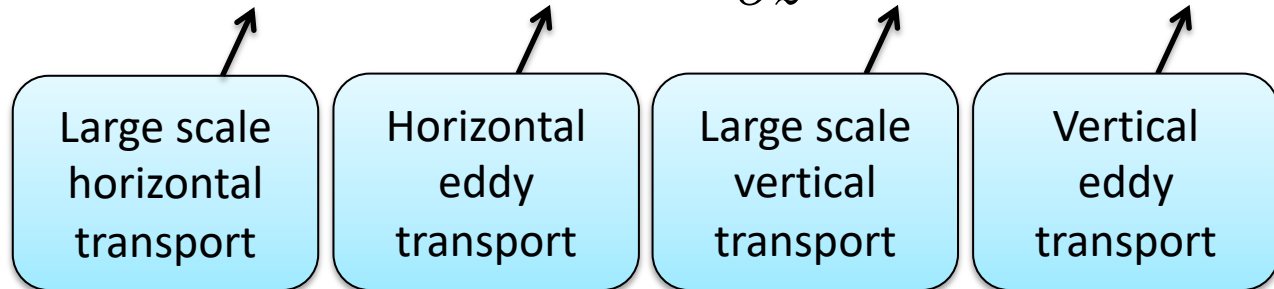 Large scale
horizontal
transport
Horizontal
eddy
transport
Large scale
vertical
transport
Vertical
eddy
transport